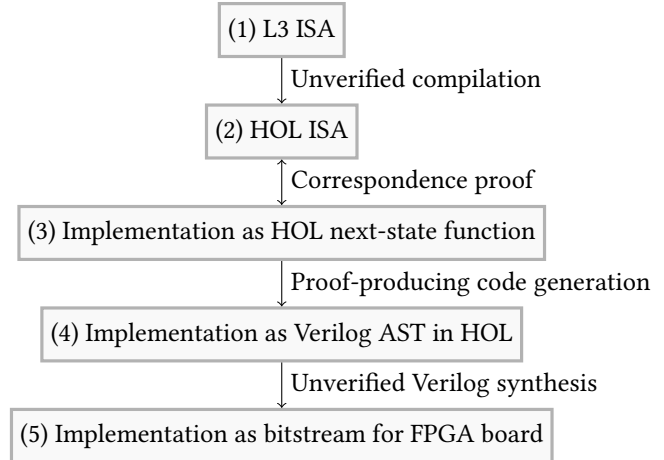 (1) L3 ISA
Unverified compilation
(2) HOL ISA
Correspondence proof
(3) Implementation as HOL next-state function
Proof-producing code generation
(4) Implementation as Verilog AST in HOL
Unverified Verilog synthesis
(5) Implementation as bitstream for FPGA board